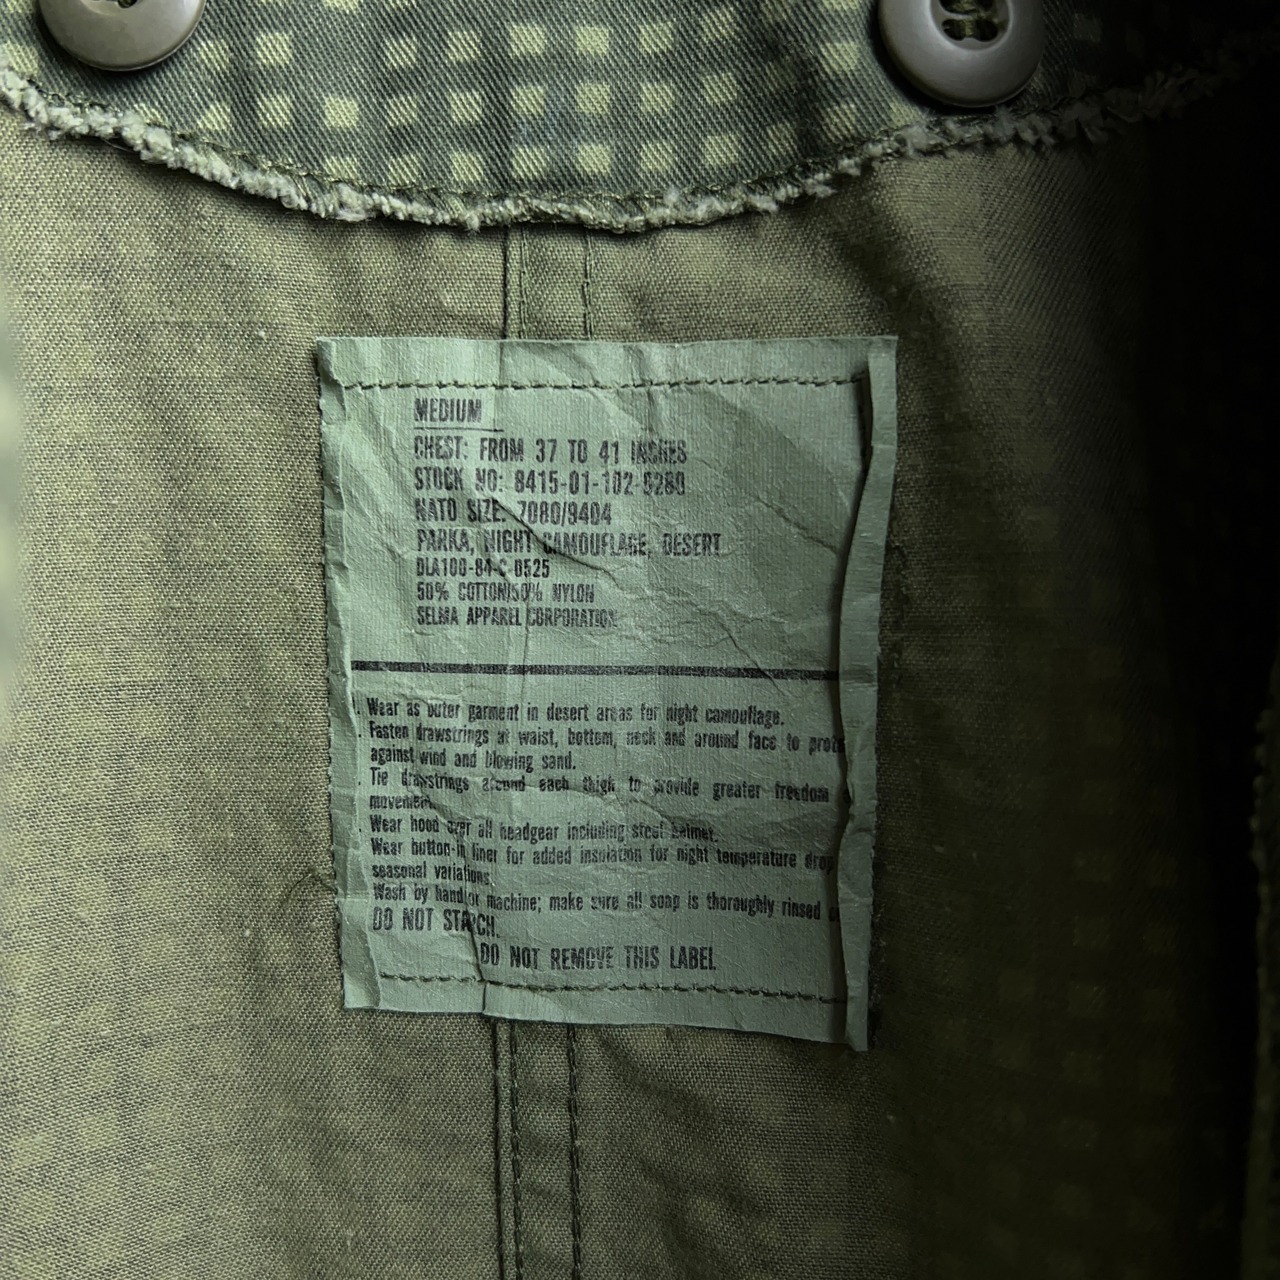 MEDIUM
CHEST: FROM 37 TO 41 INCHES
STOCK NO: 8415-01-102-6280
NATO SIZE: 7080/9404
PARKA, NIGHT CAMOUFLAGE, DESERT
DLA100-84-C-0525
50% COTTON/50% NYLON
SELMA APPAREL CORPORATION
. Wear as outer garment in desert areas for night camouflage.
. Fasten drawstrings at waist, bottom, neck and around face to prote
against wind and blowing sand.
. Tie drawstrings around each thigh to provide greater freedom
movement.
. Wear hood over all headgear including steel helmet.
Wear button-in liner for added insulation for night temperature drop
seasonal variations.
Wash by hand or machine; make sure all soap is thoroughly rinsed
DO NOT STARCH.
DO NOT REMOVE THIS LABEL